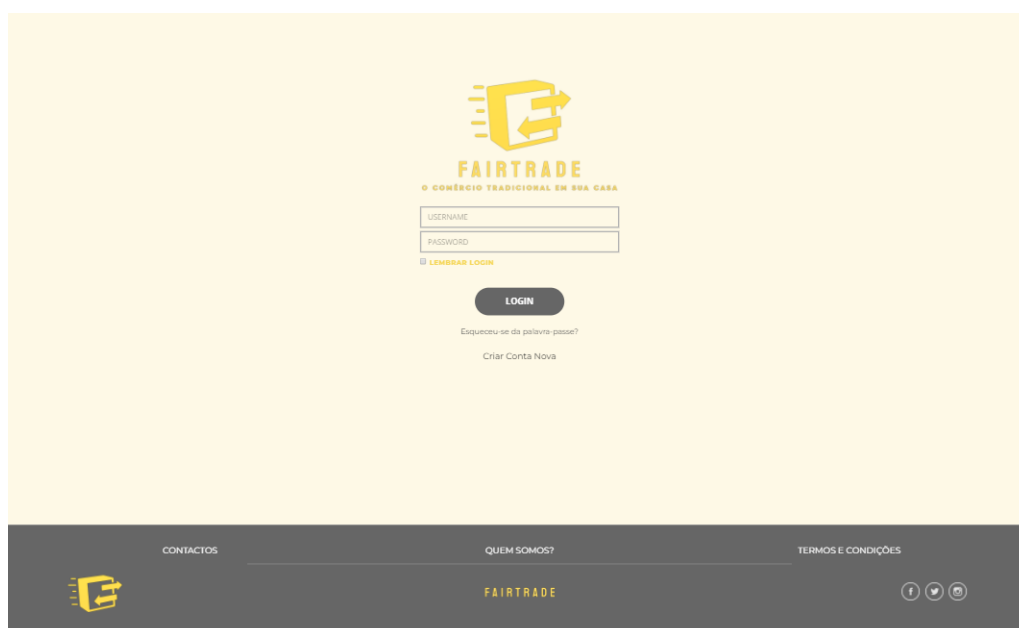 FAIRTRADE
O COMÉRCIO TRADICIONAL EM SUA CASA
USERNAME
PASSWORD
LEMBRAR LOGIN
LOGIN
Esqueceu-se da palavra-passe?
Criar Conta Nova
CONTACTOS
QUEM SOMOS?
TERMOS E CONDIÇÕES
FAIRTRADE